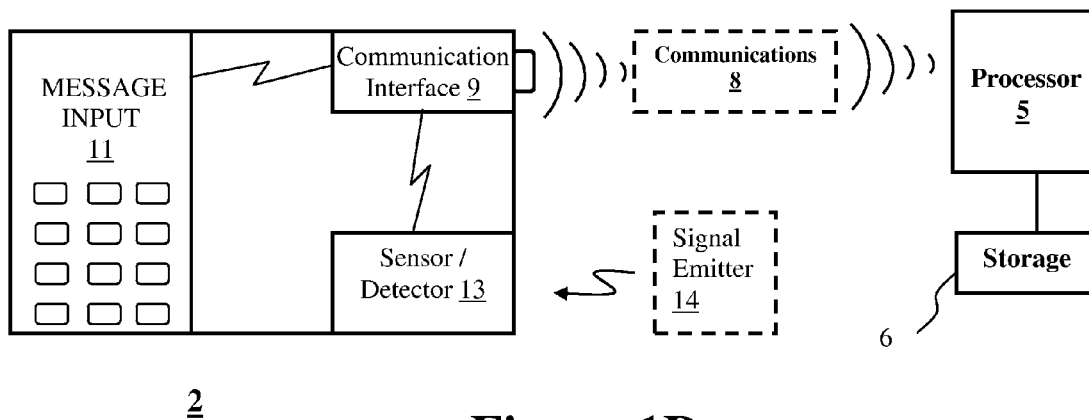 MESSAGE
INPUT
11
Communication
Interface 9
Communications
8
Processor
5
Sensor /
Detector 13
Signal
Emitter
14
Storage
6
2
Figure